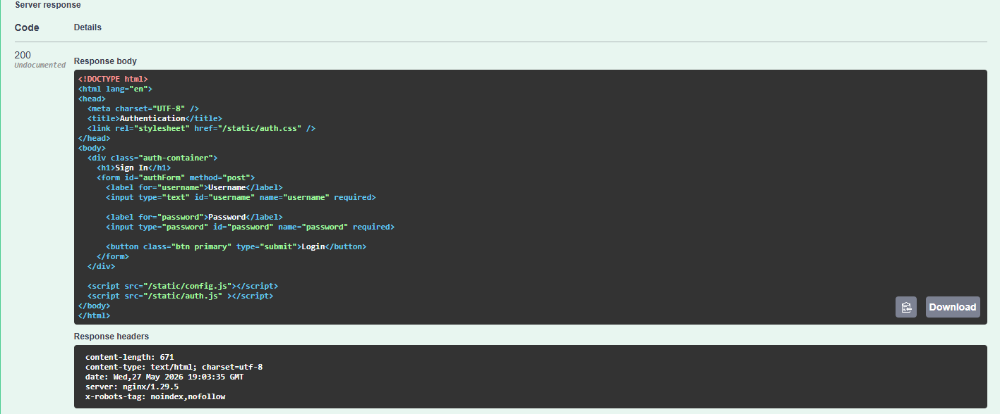 Server response
Code Details
200
Undocumented
Response body
<!DOCTYPE html>
<html lang="en">
<head>
  <meta charset="UTF-8" />
  <title>Authentication</title>
  <link rel="stylesheet" href="/static/auth.css" />
</head>
<body>
  <div class="auth-container">
    <h1>Sign In</h1>
    <form id="authForm" method="post">
      <label for="username">Username</label>
      <input type="text" id="username" name="username" required>

      <label for="password">Password</label>
      <input type="password" id="password" name="password" required>

      <button class="btn primary" type="submit">Login</button>
    </form>
  </div>

  <script src="/static/config.js"></script>
  <script src="/static/auth.js" ></script>
</body>
</html>
Download
Response headers
content-length: 671
content-type: text/html; charset=utf-8
date: Wed,27 May 2026 19:03:35 GMT
server: nginx/1.29.5
x-robots-tag: noindex,nofollow